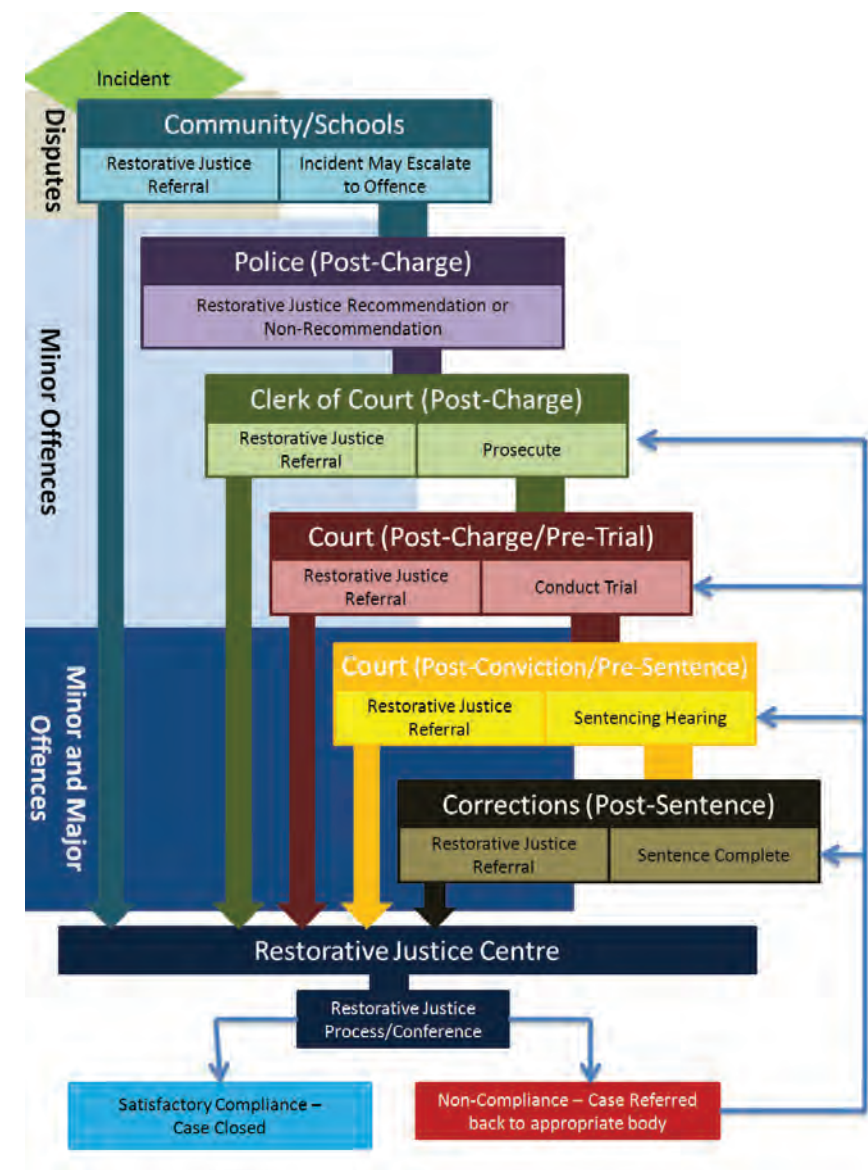 Incident
Disputes
Community/Schools
Restorative Justice
Referral
Incident May Escalate
to Offence
Minor Offences
Police (Post-Charge)
Restorative Justice Recommendation or
Non-Recommendation
Clerk of Court (Post-Charge)
Restorative Justice
Referral
Prosecute
Court (Post-Charge/Pre-Trial)
Restorative Justice
Referral
Conduct Trial
Minor and Major
Offences
Court (Post-Conviction/Pre-Sentence)
Restorative Justice
Referral
Sentencing Hearing
Corrections (Post-Sentence)
Restorative Justice
Referral
Sentence Complete
Restorative Justice Centre
Restorative Justice
Process/Conference
Satisfactory Compliance –
Case Closed
Non-Compliance – Case Referred
back to appropriate body